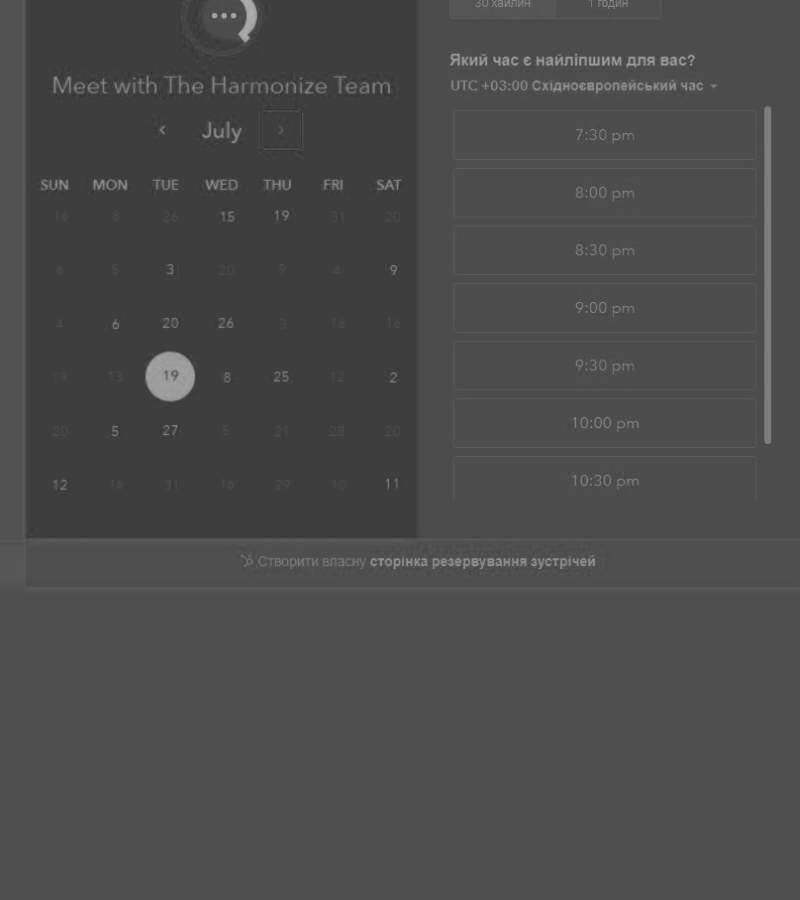 30 хвилин 1 годин
Meet with The Harmonize Team
July
SUN MON TUE WED THU FRI SAT
16 8 26 15 19 31 20
6 5 3 20 9 4 9
4 6 20 26 3 16 16
19 13 19 8 25 12 2
20 5 27 5 21 28 20
12 16 31 16 29 10 11
Який час є найліпшим для вас?
UTC +03:00 Східноєвропейський час
7:30 pm
8:00 pm
8:30 pm
9:00 pm
9:30 pm
10:00 pm
10:30 pm
Створити власну сторінка резервування зустрічей